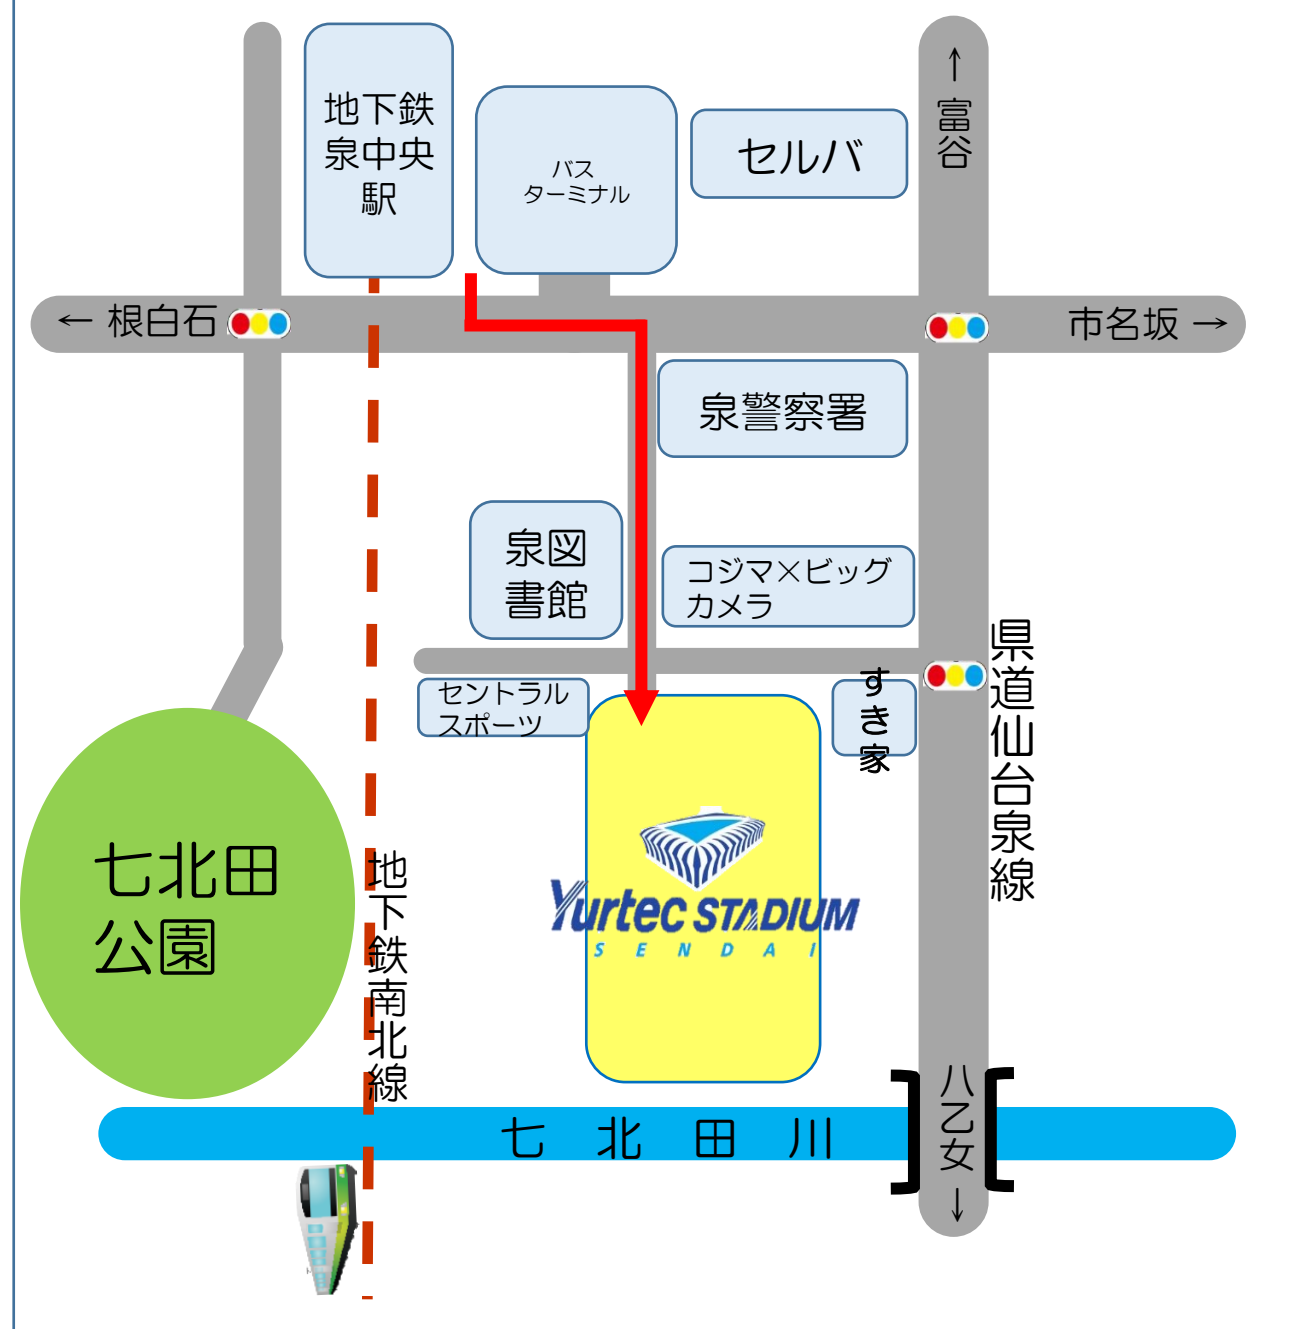 地下鉄
泉中央
駅
バス
ターミナル
セルバ
↑富谷
← 根白石
市名坂 →
泉警察署
泉図
書館
コジマ×ビッグ
カメラ
県道仙台泉線
セントラル
スポーツ
すき家
七北田
公園
地下鉄南北線
Yurtec STADIUM
SENDAI
七北田川
八乙女↓